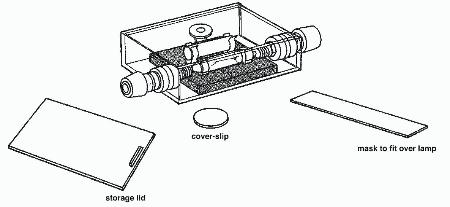 cover-slip
mask to fit over lamp
storage lid